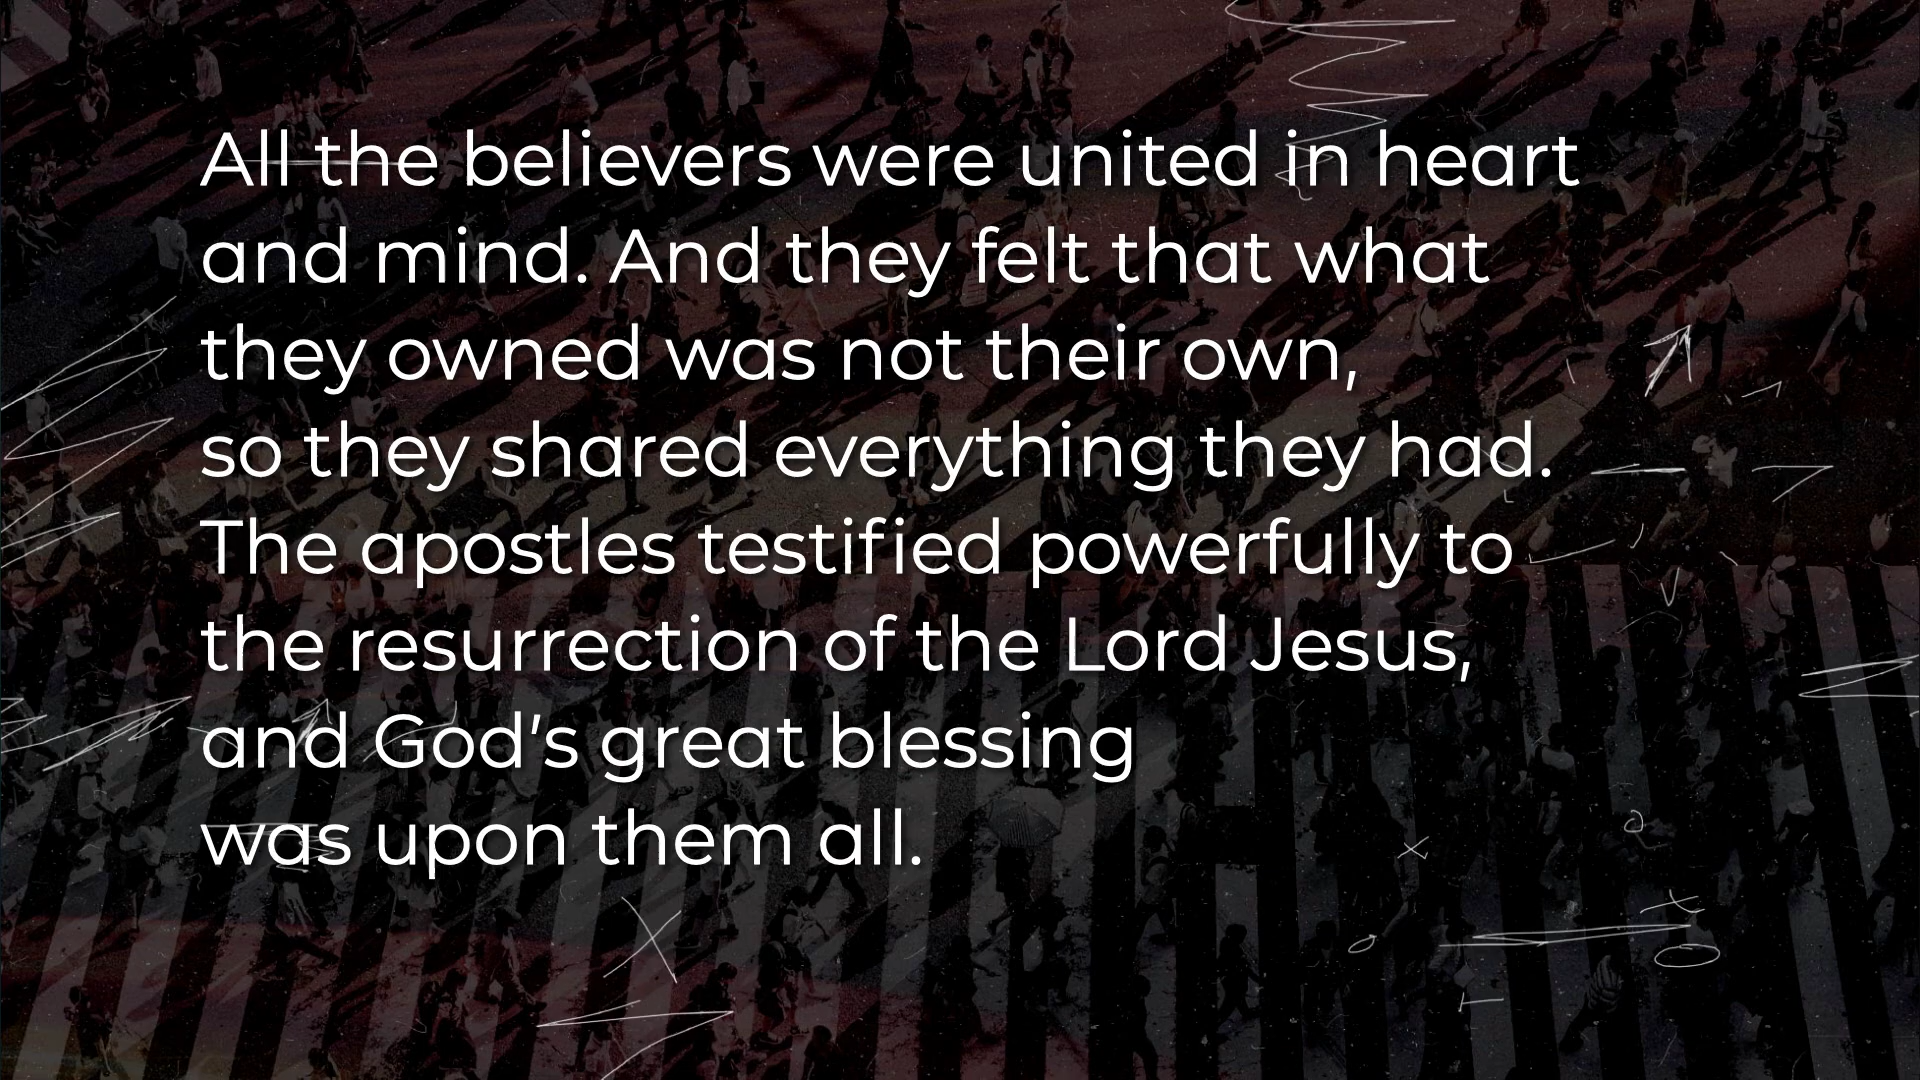 All the believers were united in heart
and mind. And they felt that what
they owned was not their own,
so they shared everything they had.
The apostles testified powerfully to
the resurrection of the Lord Jesus,
and God’s great blessing
was upon them all.